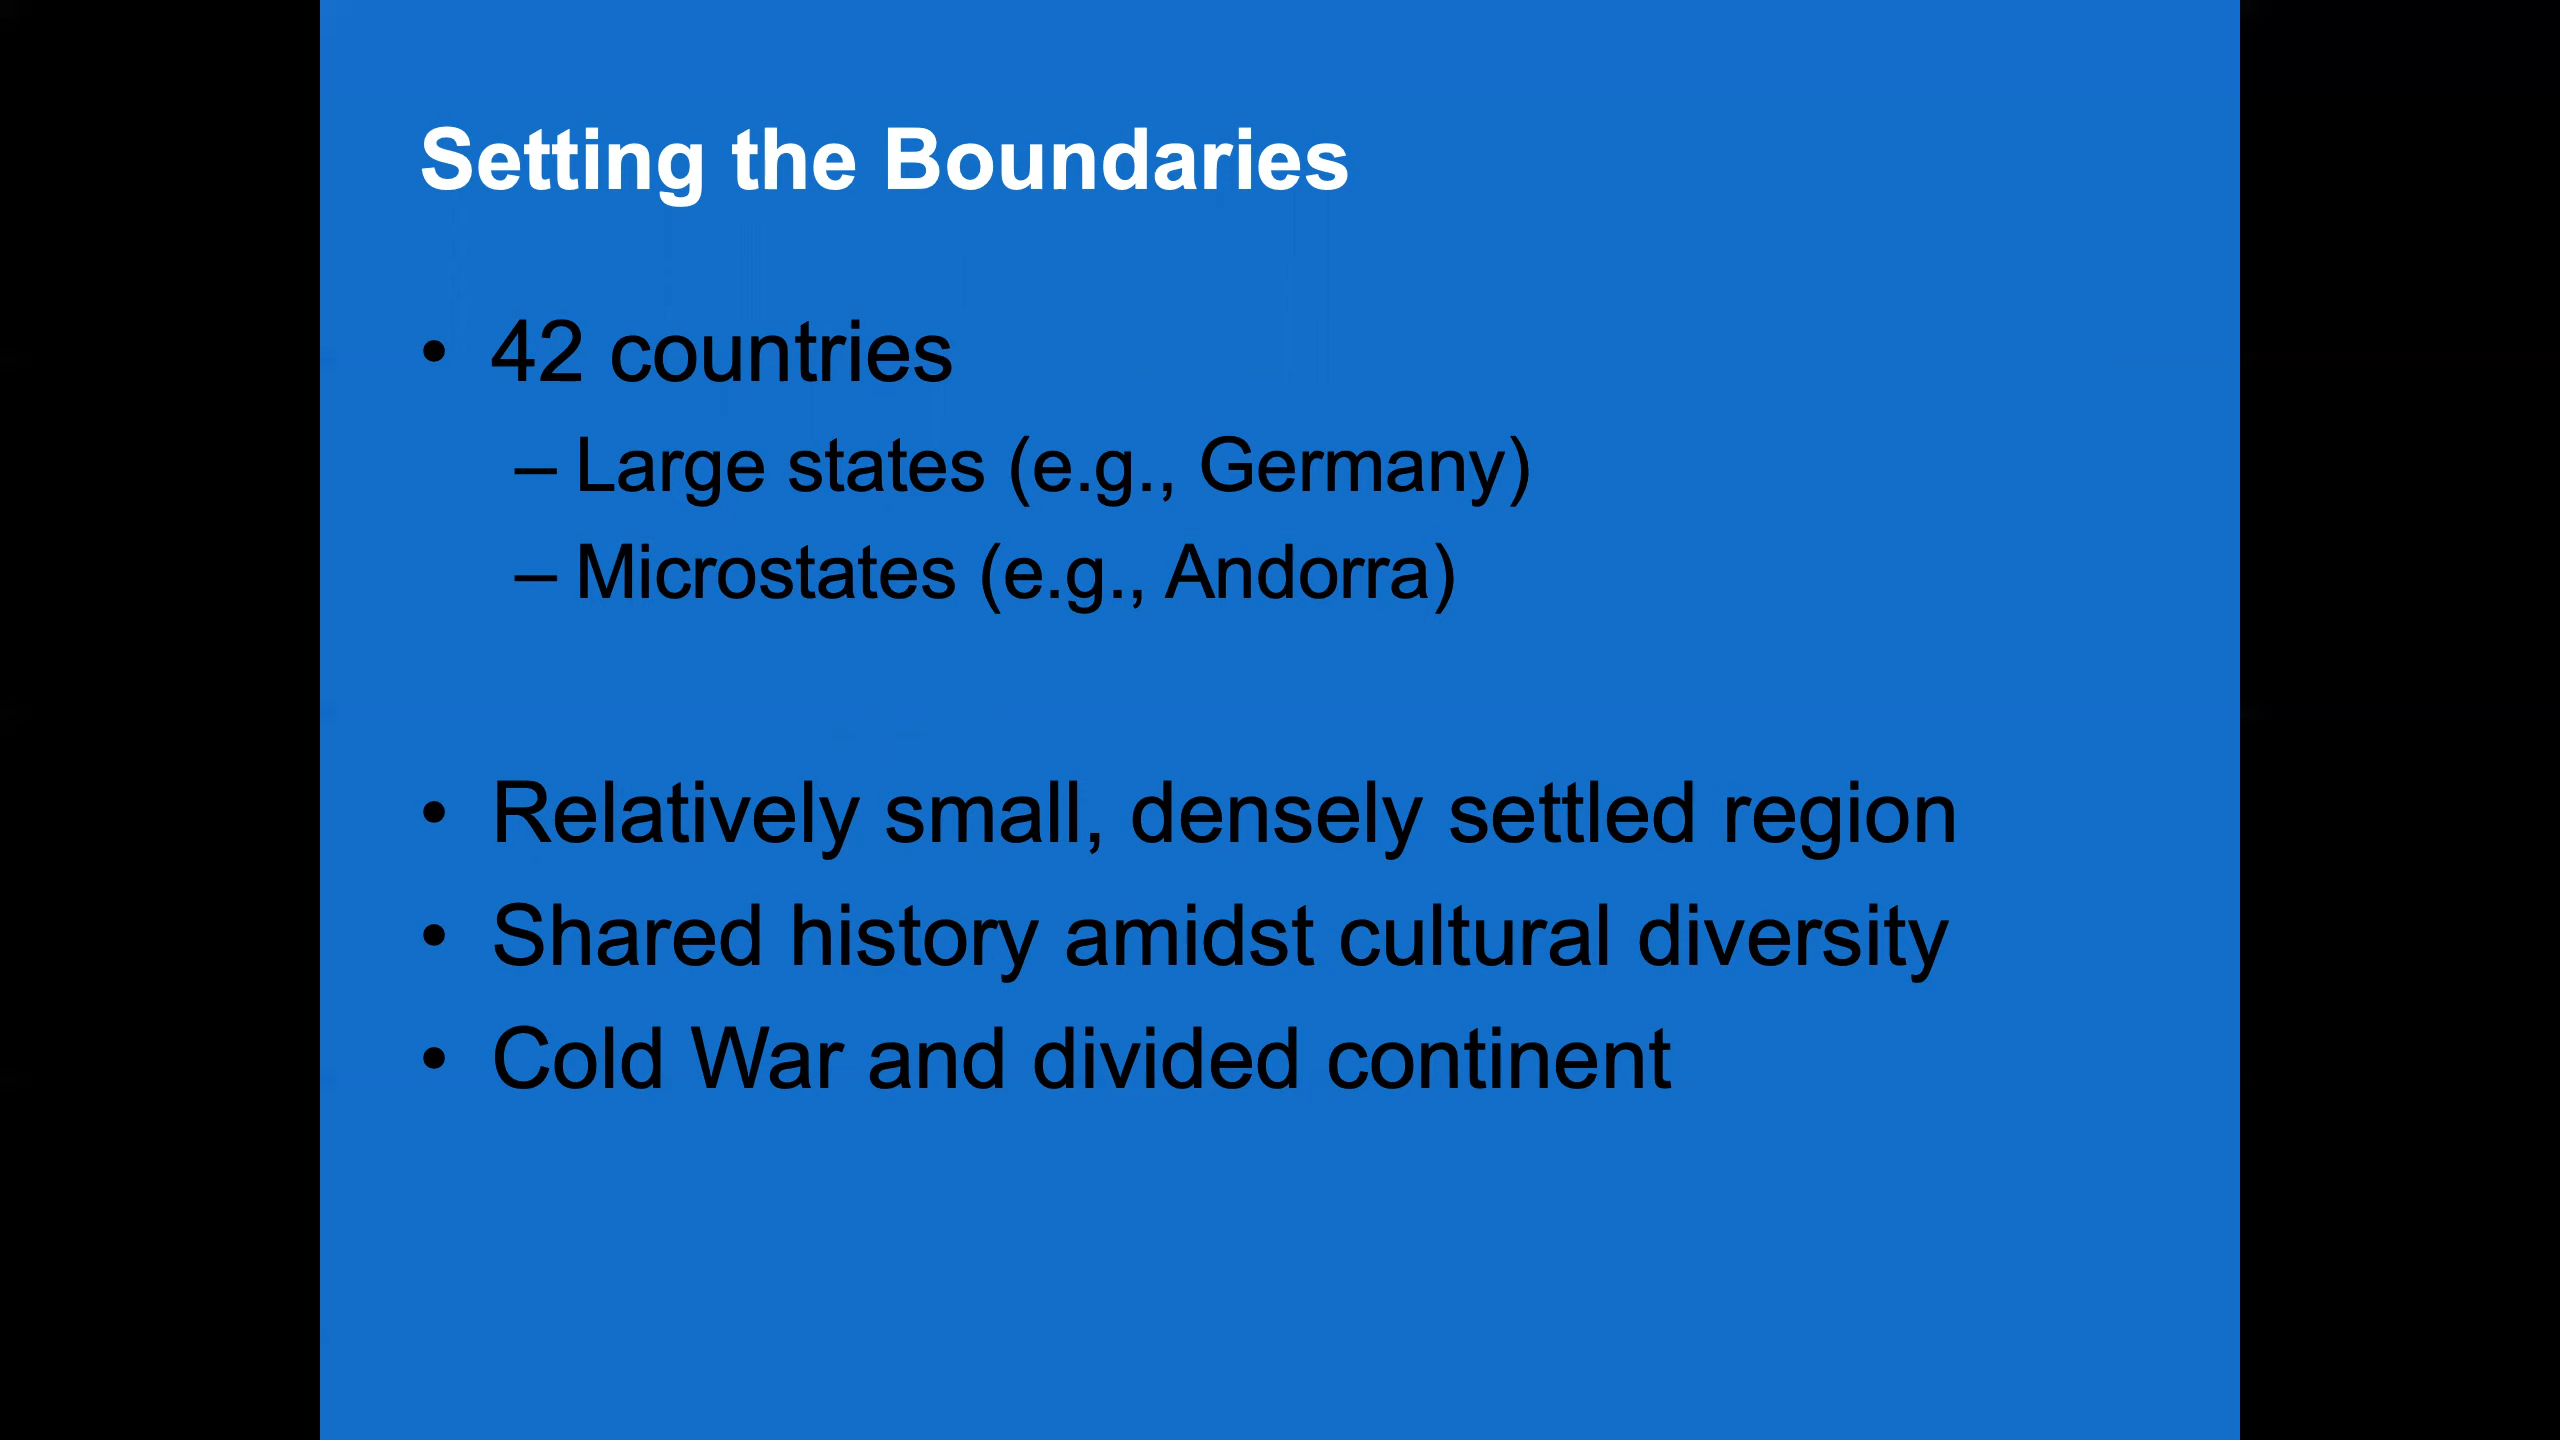 Setting the Boundaries
• 42 countries
– Large states (e.g., Germany)
– Microstates (e.g., Andorra)
• Relatively small, densely settled region
• Shared history amidst cultural diversity
• Cold War and divided continent